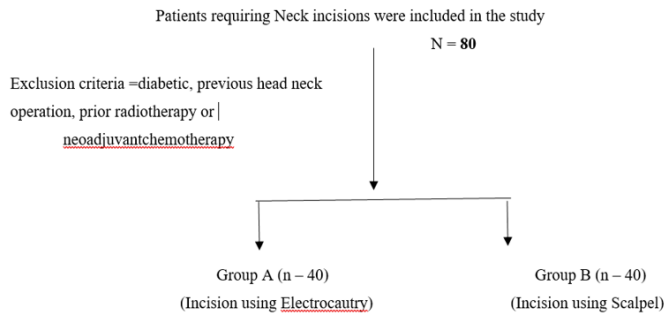 Patients requiring Neck incisions were included in the study
N = 80
Exclusion criteria =diabetic, previous head neck
operation, prior radiotherapy or
neoadjuvantchemotherapy
Group A (n – 40)
(Incision using Electrocautry)
Group B (n – 40)
(Incision using Scalpel)